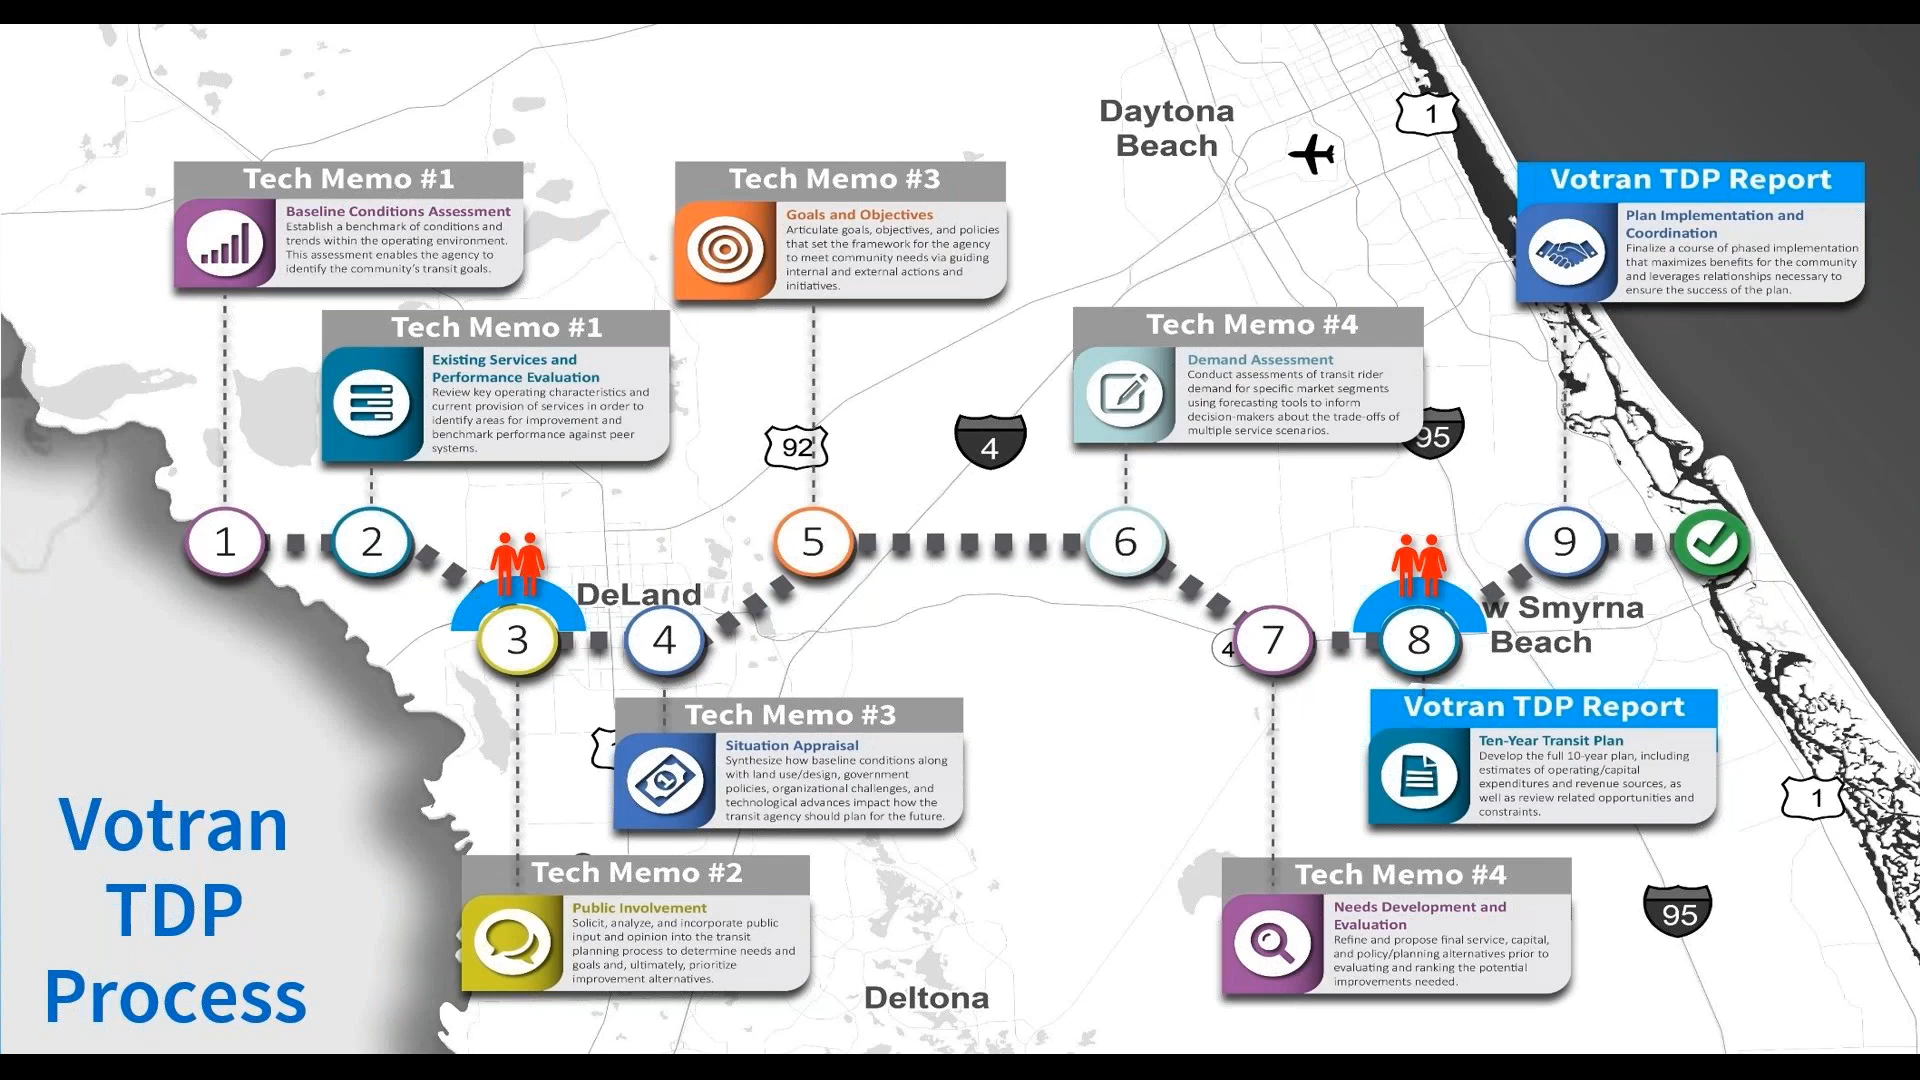 Daytona
Beach
1
Tech Memo #1
Baseline Conditions Assessment
Establish a benchmark of conditions and
trends within the operating environment.
This assessment enables the agency to
identify the community's transit goals.
Tech Memo #3
Goals and Objectives
Articulate goals, objectives, and policies
that set the framework for the agency
to meet community needs via guiding
internal and external actions and
initiatives.
Votran TDP Report
Plan Implementation and
Coordination
Finalize a course of phased implementation
that maximizes benefits for the community
and leverages relationships necessary to
ensure the success of the plan.
Tech Memo #1
Existing Services and
Performance Evaluation
Review key operating characteristics and
current provision of services in order to
identify areas for improvement and
benchmark performance against peer
systems.
Tech Memo #4
Demand Assessment
Conduct assessments of transit rider
demand for specific market segments
using forecasting tools to inform
decision-makers about the trade-offs of
multiple service scenarios.
92
4
95
1
2
5
6
9
DeLand
w Smyrna
Beach
3
4
4
7
8
Tech Memo #3
Situation Appraisal
Synthesize how baseline conditions along
with land use/design, government
policies, organizational challenges, and
technological advances impact how the
transit agency should plan for the future.
Votran TDP Report
Ten-Year Transit Plan
Develop the full 10-year plan, including
estimates of operating/capital
expenditures and revenue sources, as
well as review related opportunities and
constraints.
1
Tech Memo #2
Public Involvement
Solicit, analyze, and incorporate public
input and opinion into the transit
planning process to determine needs and
goals and, ultimately, prioritize
improvement alternatives.
Tech Memo #4
Needs Development and
Evaluation
Refine and propose final service, capital,
and policy/planning alternatives prior to
evaluating and ranking the potential
improvements needed.
95
Deltona
Votran
TDP
Process